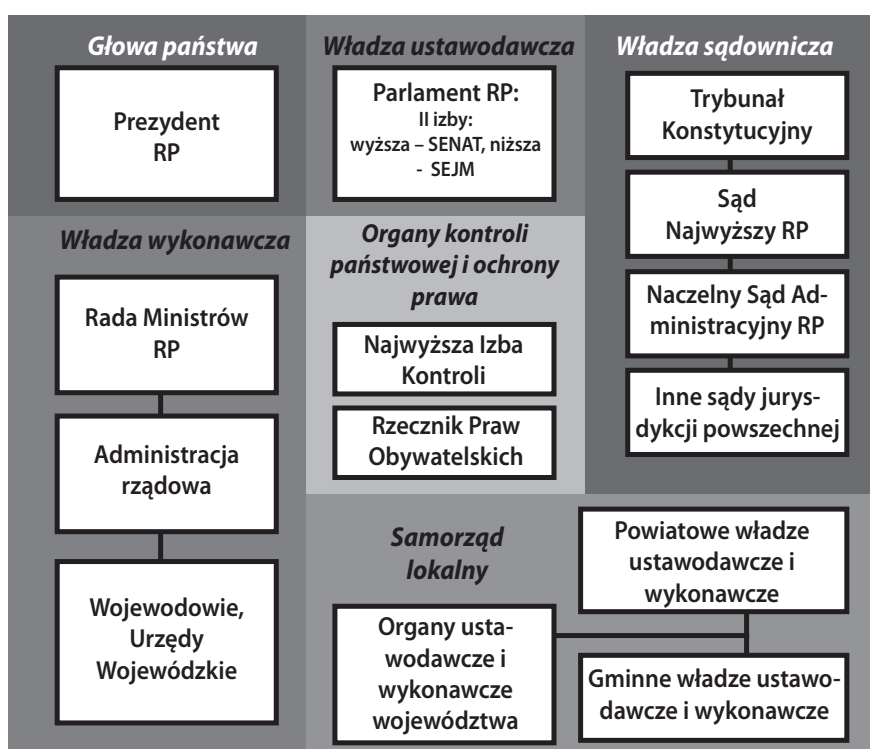 Głowa państwa
Prezydent
RP
Władza ustawodawcza
Parlament RP:
II izby:
wyższa – SENAT, niższa
- SEJM
Władza sądownicza
Trybunał
Konstytucyjny
Sąd
Najwyższy RP
Naczelny Sąd Ad-
ministracyjny RP
Inne sądy jurys-
dykcji powszechnej
Władza wykonawcza
Rada Ministrów
RP
Administracja
rządowa
Wojewodowie,
Urzędy
Wojewódzkie
Organy kontroli
państwowej i ochrony
prawa
Najwyższa Izba
Kontroli
Rzecznik Praw
Obywatelskich
Samorząd
lokalny
Organy usta-
wodawcze i
wykonawcze
województwa
Powiatowe władze
ustawodawcze i
wykonawcze
Gminne władze ustawo-
dawcze i wykonawcze